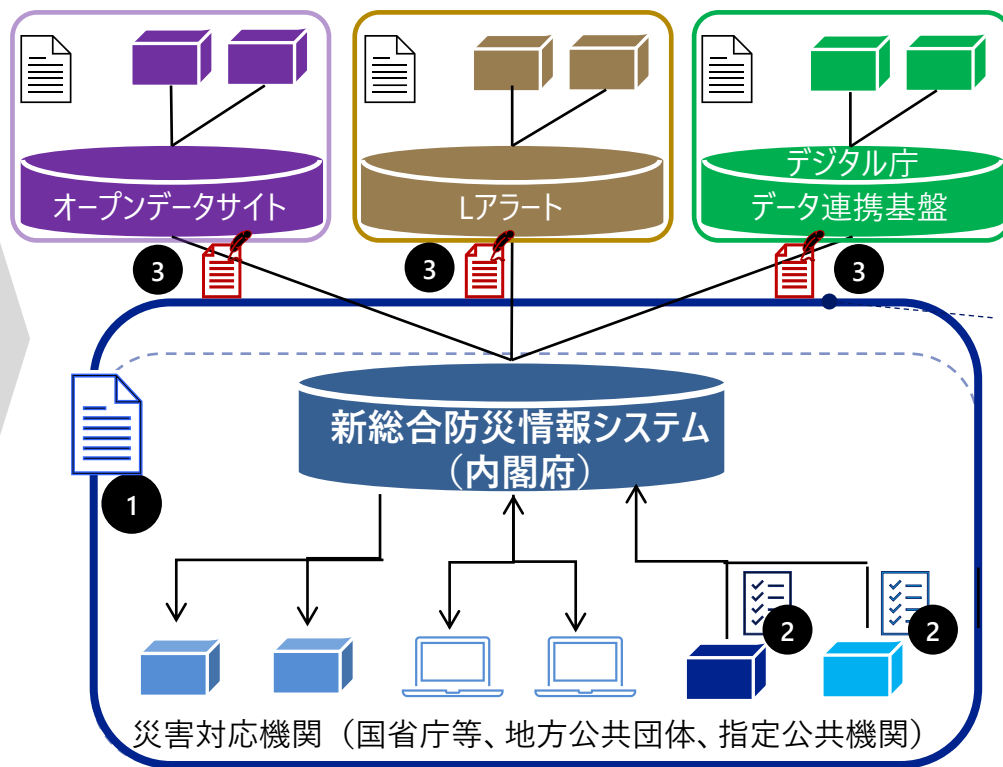 オープンデータサイト
Lアラート
デジタル庁
データ連携基盤
3
3
3
新総合防災情報システム
（内閣府）
1
2
2
災害対応機関（国省庁等、地方公共団体、指定公共機関）